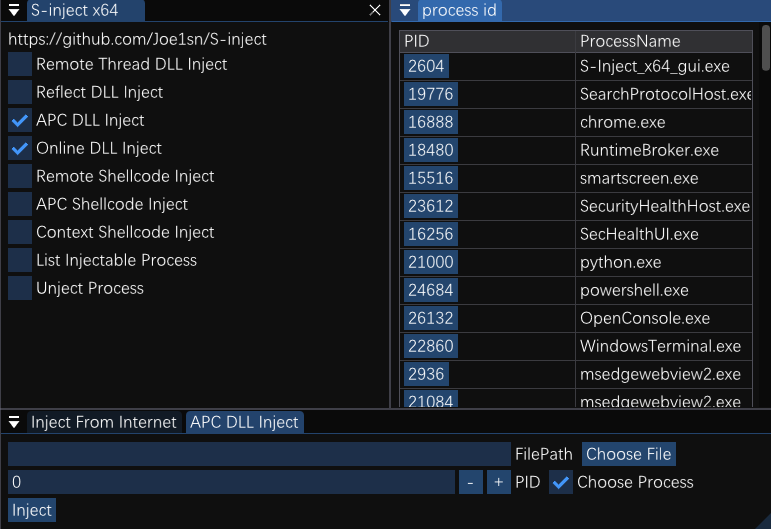 S-inject x64
https://github.com/Joe1sn/S-inject
Remote Thread DLL Inject
Reflect DLL Inject
APC DLL Inject
Online DLL Inject
Remote Shellcode Inject
APC Shellcode Inject
Context Shellcode Inject
List Injectable Process
Unject Process
process id
PID ProcessName
2604 S-Inject_x64_gui.exe
19776 SearchProtocolHost.exe
16888 chrome.exe
18480 RuntimeBroker.exe
15516 smartscreen.exe
23612 SecurityHealthHost.exe
16256 SecHealthUI.exe
21000 python.exe
24684 powershell.exe
26132 OpenConsole.exe
22860 WindowsTerminal.exe
2936 msedgewebview2.exe
21084 msedgewebview2.exe
Inject From Internet APC DLL Inject
FilePath Choose File
0 - + PID Choose Process
Inject